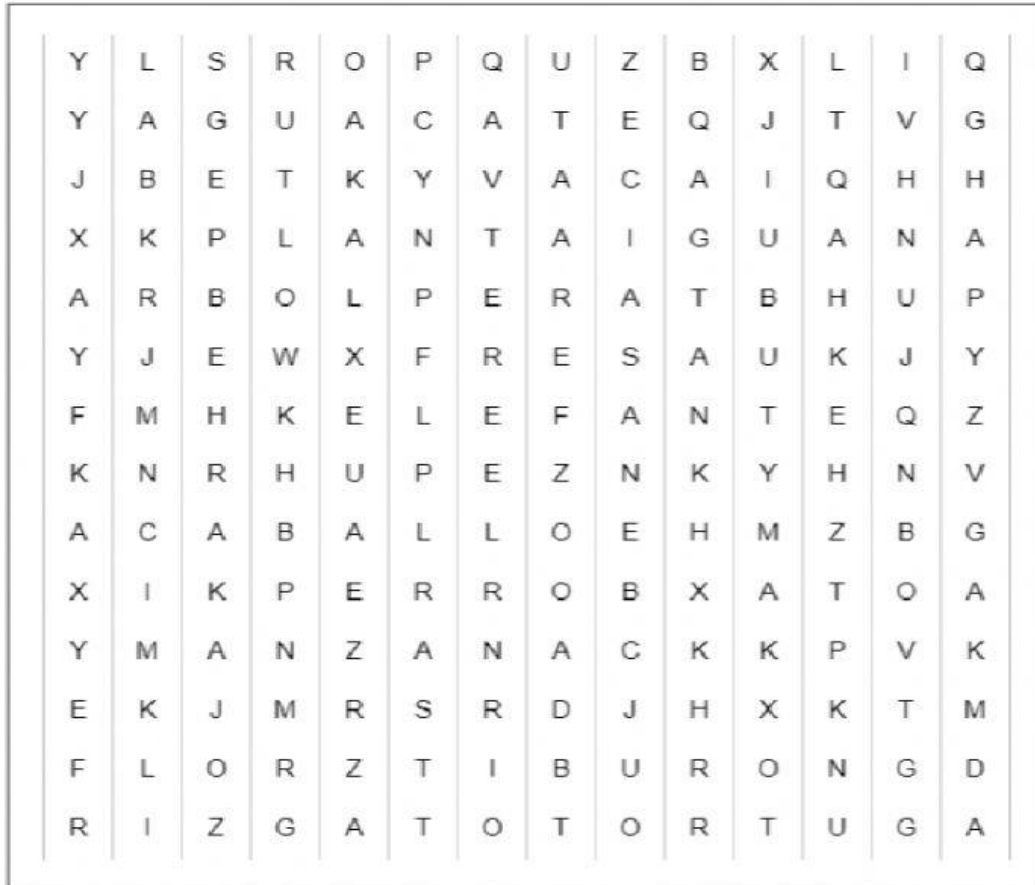 Y L S R O P Q U Z B X L I Q
Y A G U A C A T E Q J T V G
J B E T K Y V A C A I Q H H
X K P L A N T A I G U A N A
A R B O L P E R A T B H U P
Y J E W X F R E S A U K J Y
F M H K E L E F A N T E Q Z
K N R H U P E Z N K Y H N V
A C A B A L L O E H M Z B G
X I K P E R R O B X A T O A
Y M A N Z A N A C K K P V K
E K J M R S R D J H X K T M
F L O R Z T I B U R O N G D
R I Z G A T O T O R T U G A